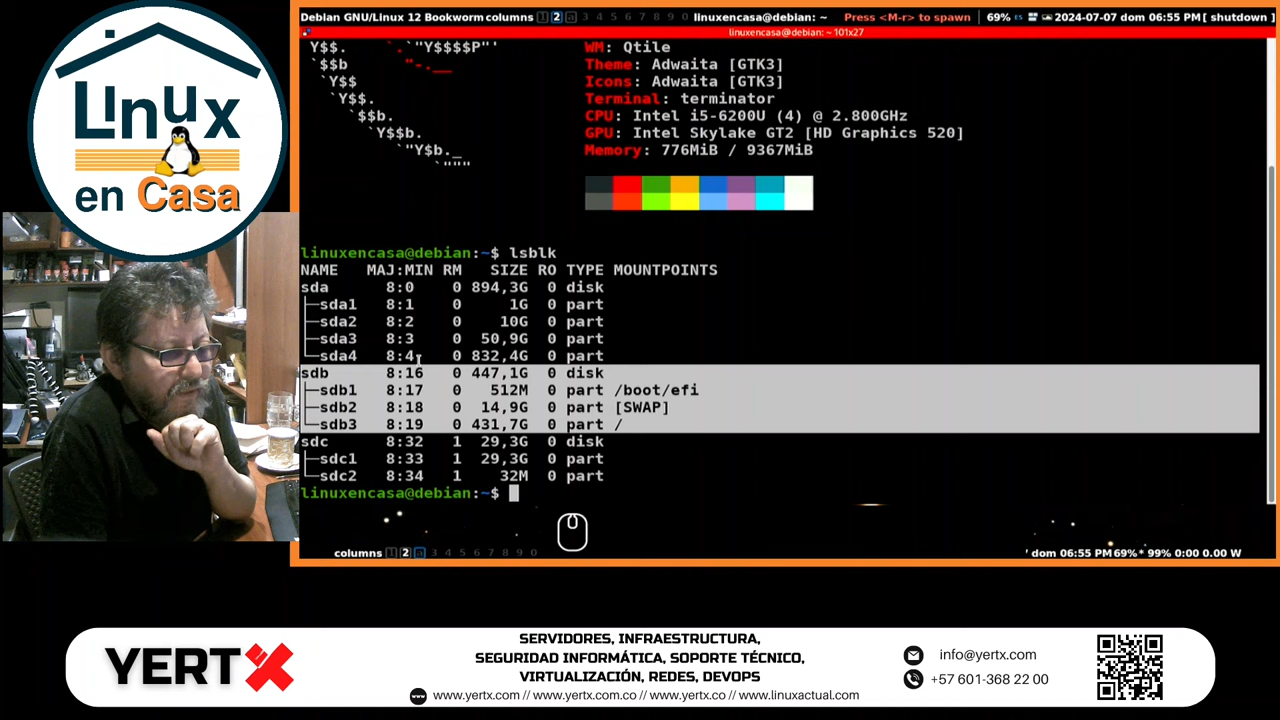 Linux
en Casa
Debian GNU/Linux 12 Bookworm columns 1 2 a 3 4 5 6 7 8 9 0 linuxencasa@debian: ~ Press <M-r> to spawn 69% ES 2024-07-07 dom 06:55 PM [ shutdown ]
linuxencasa@debian: ~ 101x27
Y$$. `.`"Y$$$$P"' WM: Qtile
`$$b "-.__ Theme: Adwaita [GTK3]
`Y$$ Icons: Adwaita [GTK3]
`Y$$. Terminal: terminator
`$$b. CPU: Intel i5-6200U (4) @ 2.800GHz
`Y$$b. GPU: Intel Skylake GT2 [HD Graphics 520]
`"Y$b._ Memory: 776MiB / 9367MiB
`"""
linuxencasa@debian:~$ lsblk
NAME MAJ:MIN RM SIZE RO TYPE MOUNTPOINTS
sda 8:0 0 894,3G 0 disk
├─sda1 8:1 0 1G 0 part
├─sda2 8:2 0 10G 0 part
├─sda3 8:3 0 50,9G 0 part
└─sda4 8:4 0 832,4G 0 part
sdb 8:16 0 447,1G 0 disk
├─sdb1 8:17 0 512M 0 part /boot/efi
├─sdb2 8:18 0 14,9G 0 part [SWAP]
└─sdb3 8:19 0 431,7G 0 part /
sdc 8:32 1 29,3G 0 disk
├─sdc1 8:33 1 29,3G 0 part
└─sdc2 8:34 1 32M 0 part
linuxencasa@debian:~$
columns 1 2 a 3 4 5 6 7 8 9 0 ' dom 06:55 PM 69% * 99% 0:00 0.00 W
YERTX
SERVIDORES, INFRAESTRUCTURA,
SEGURIDAD INFORMÁTICA, SOPORTE TÉCNICO,
VIRTUALIZACIÓN, REDES, DEVOPS
www.yertx.com // www.yertx.com.co // www.yertx.co // www.linuxactual.com
info@yertx.com
+57 601-368 22 00